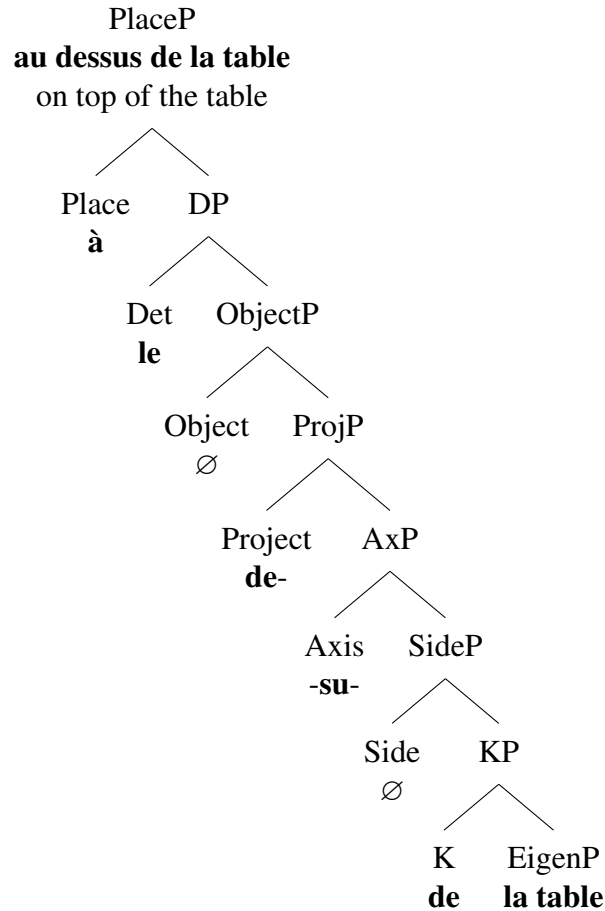 PlaceP
au dessus de la table
on top of the table
Place DP
à
Det ObjectP
le
Object ProjP
∅
Project AxP
de-
Axis SideP
-su-
Side KP
∅
K EigenP
de la table